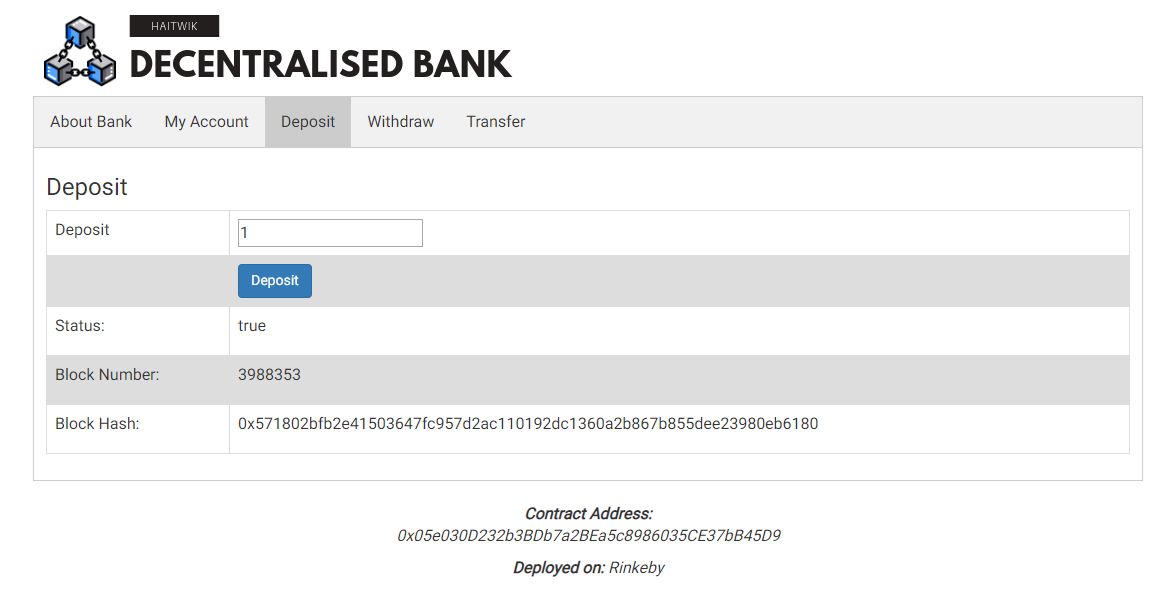 HAITWIK
DECENTRALISED BANK
About Bank My Account Deposit Withdraw Transfer
Deposit
Deposit 1
Deposit
Status: true
Block Number: 3988353
Block Hash: 0x571802bfb2e41503647fc957d2ac110192dc1360a2b867b855dee23980eb6180
Contract Address:
0x05e030D232b3BDb7a2BEa5c8986035CE37bB45D9
Deployed on: Rinkeby